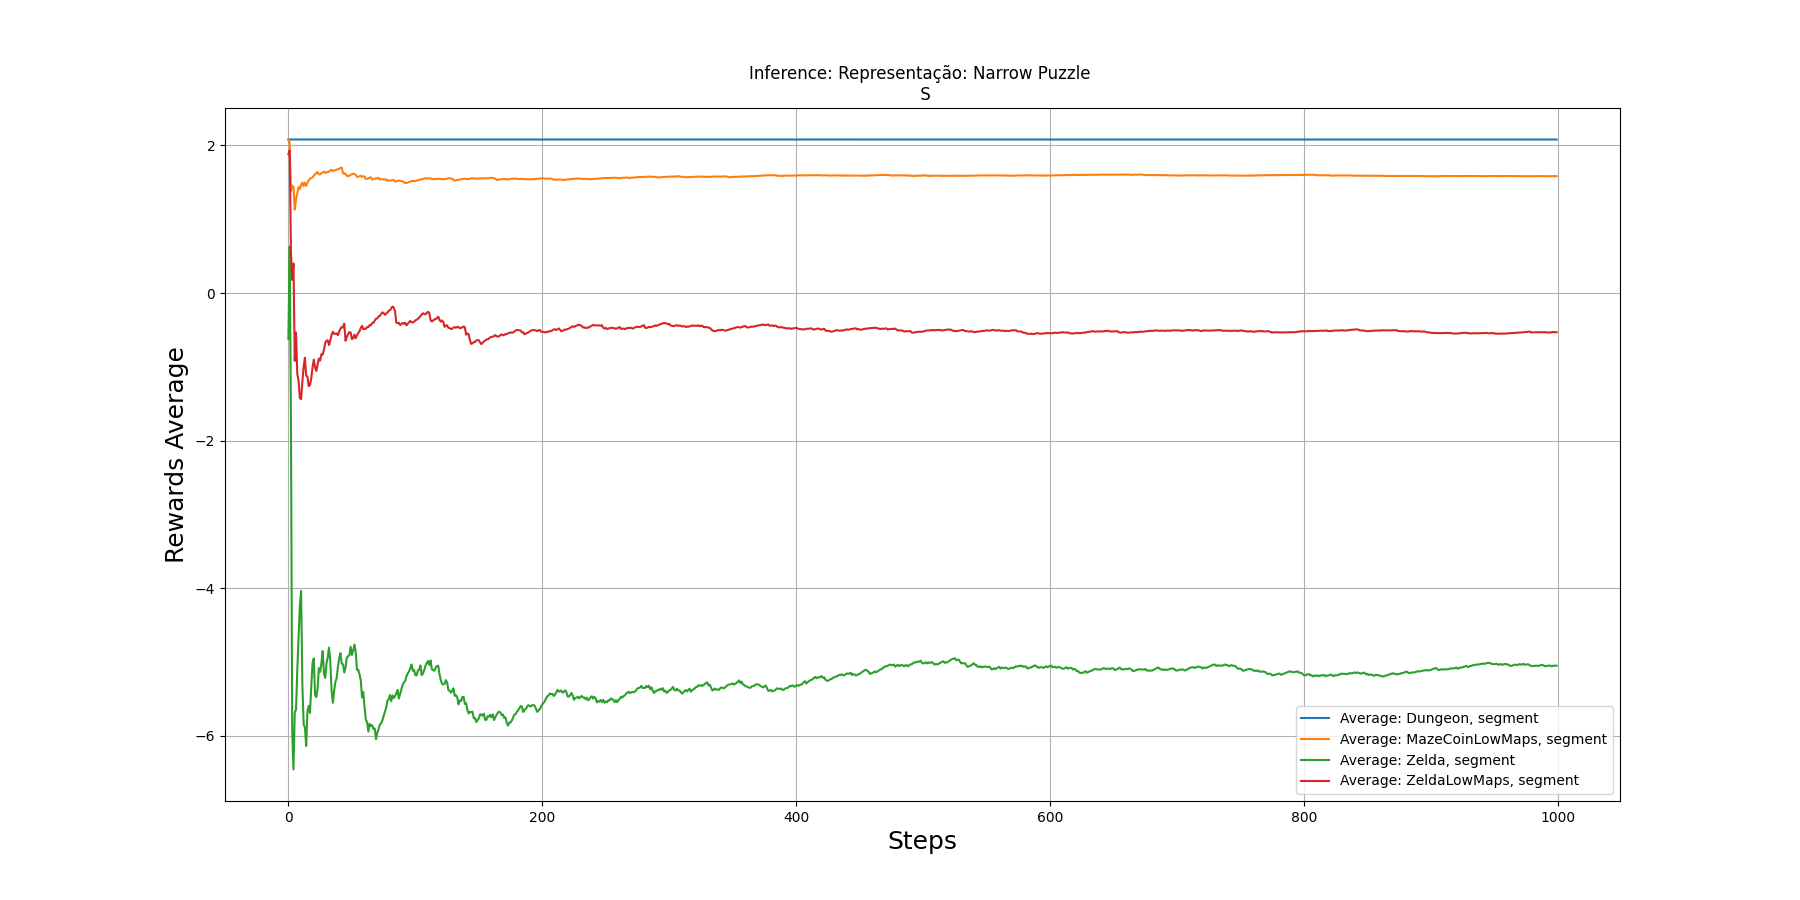 Inference: Representação: Narrow Puzzle
S
Rewards Average
2
0
−2
−4
−6
0 200 400 600 800 1000
Steps
Average: Dungeon, segment
Average: MazeCoinLowMaps, segment
Average: Zelda, segment
Average: ZeldaLowMaps, segment